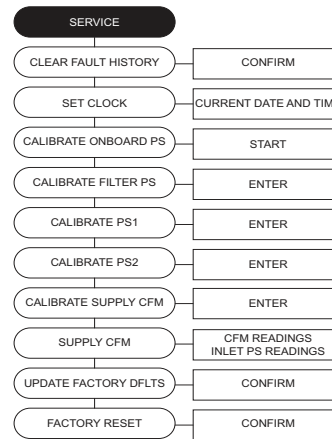 SERVICE
CLEAR FAULT HISTORY
CONFIRM
SET CLOCK
CURRENT DATE AND TIM
CALIBRATE ONBOARD PS
START
CALIBRATE FILTER PS
ENTER
CALIBRATE PS1
ENTER
CALIBRATE PS2
ENTER
CALIBRATE SUPPLY CFM
ENTER
SUPPLY CFM
CFM READINGS
INLET PS READINGS
UPDATE FACTORY DFLTS
CONFIRM
FACTORY RESET
CONFIRM